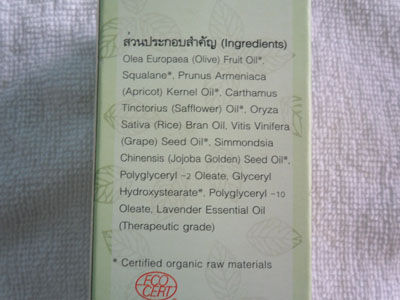 ส่วนประกอบสำคัญ (Ingredients)
Olea Europaea (Olive) Fruit Oil*,
Squalane*, Prunus Armeniaca
(Apricot) Kernel Oil*, Carthamus
Tinctorius (Safflower) Oil*, Oryza
Sativa (Rice) Bran Oil, Vitis Vinifera
(Grape) Seed Oil*, Simmondsia
Chinensis (Jojoba Golden) Seed Oil*,
Polyglyceryl -2 Oleate, Glyceryl
Hydroxystearate*, Polyglyceryl -10
Oleate, Lavender Essential Oil
(Therapeutic grade)
* Certified organic raw materials
ECO
CERT